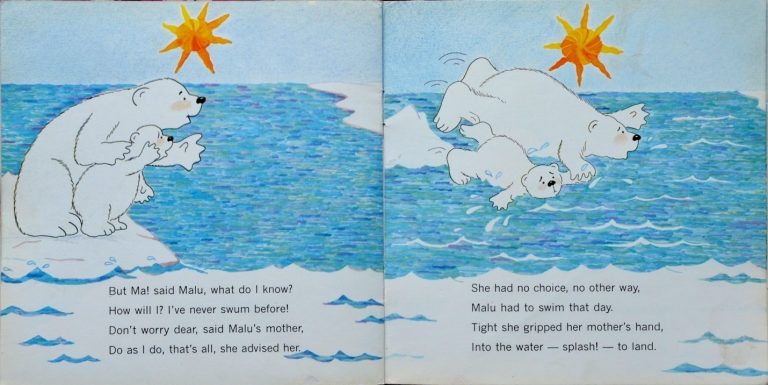 But Ma! said Malu, what do I know?
How will I? I've never swum before!
Don't worry dear, said Malu's mother,
Do as I do, that's all, she advised her.
She had no choice, no other way,
Malu had to swim that day.
Tight she gripped her mother's hand,
Into the water — splash! — to land.